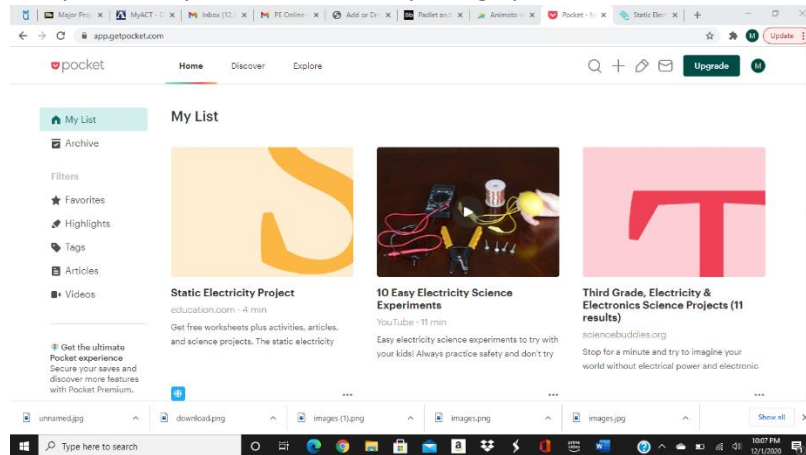 Major Proj
MyACT - D
Inbox (12,
PE Online
Add or Dro
Padlet and
Animoto
Pocket - M
Static Elect
app.getpocket.com
M
Update
pocket
Home
Discover
Explore
Upgrade
M
My List
Archive
Filters
Favorites
Highlights
Tags
Articles
Videos
Get the ultimate
Pocket experience
Secure your saves and
discover more features
with Pocket Premium.
My List
S
Static Electricity Project
education.com · 4 min
Get free worksheets plus activities, articles,
and science projects. The static electricity
10 Easy Electricity Science
Experiments
YouTube · 11 min
Easy electricity science experiments to try with
your kids! Always practice safety and don't try
T
Third Grade, Electricity &
Electronics Science Projects (11
results)
sciencebuddies.org
Stop for a minute and try to imagine your
world without electrical power and electronic
unnamed.jpg
download.png
images (1).png
images.png
images.jpg
Show all
Type here to search
10:07 PM
12/1/2020